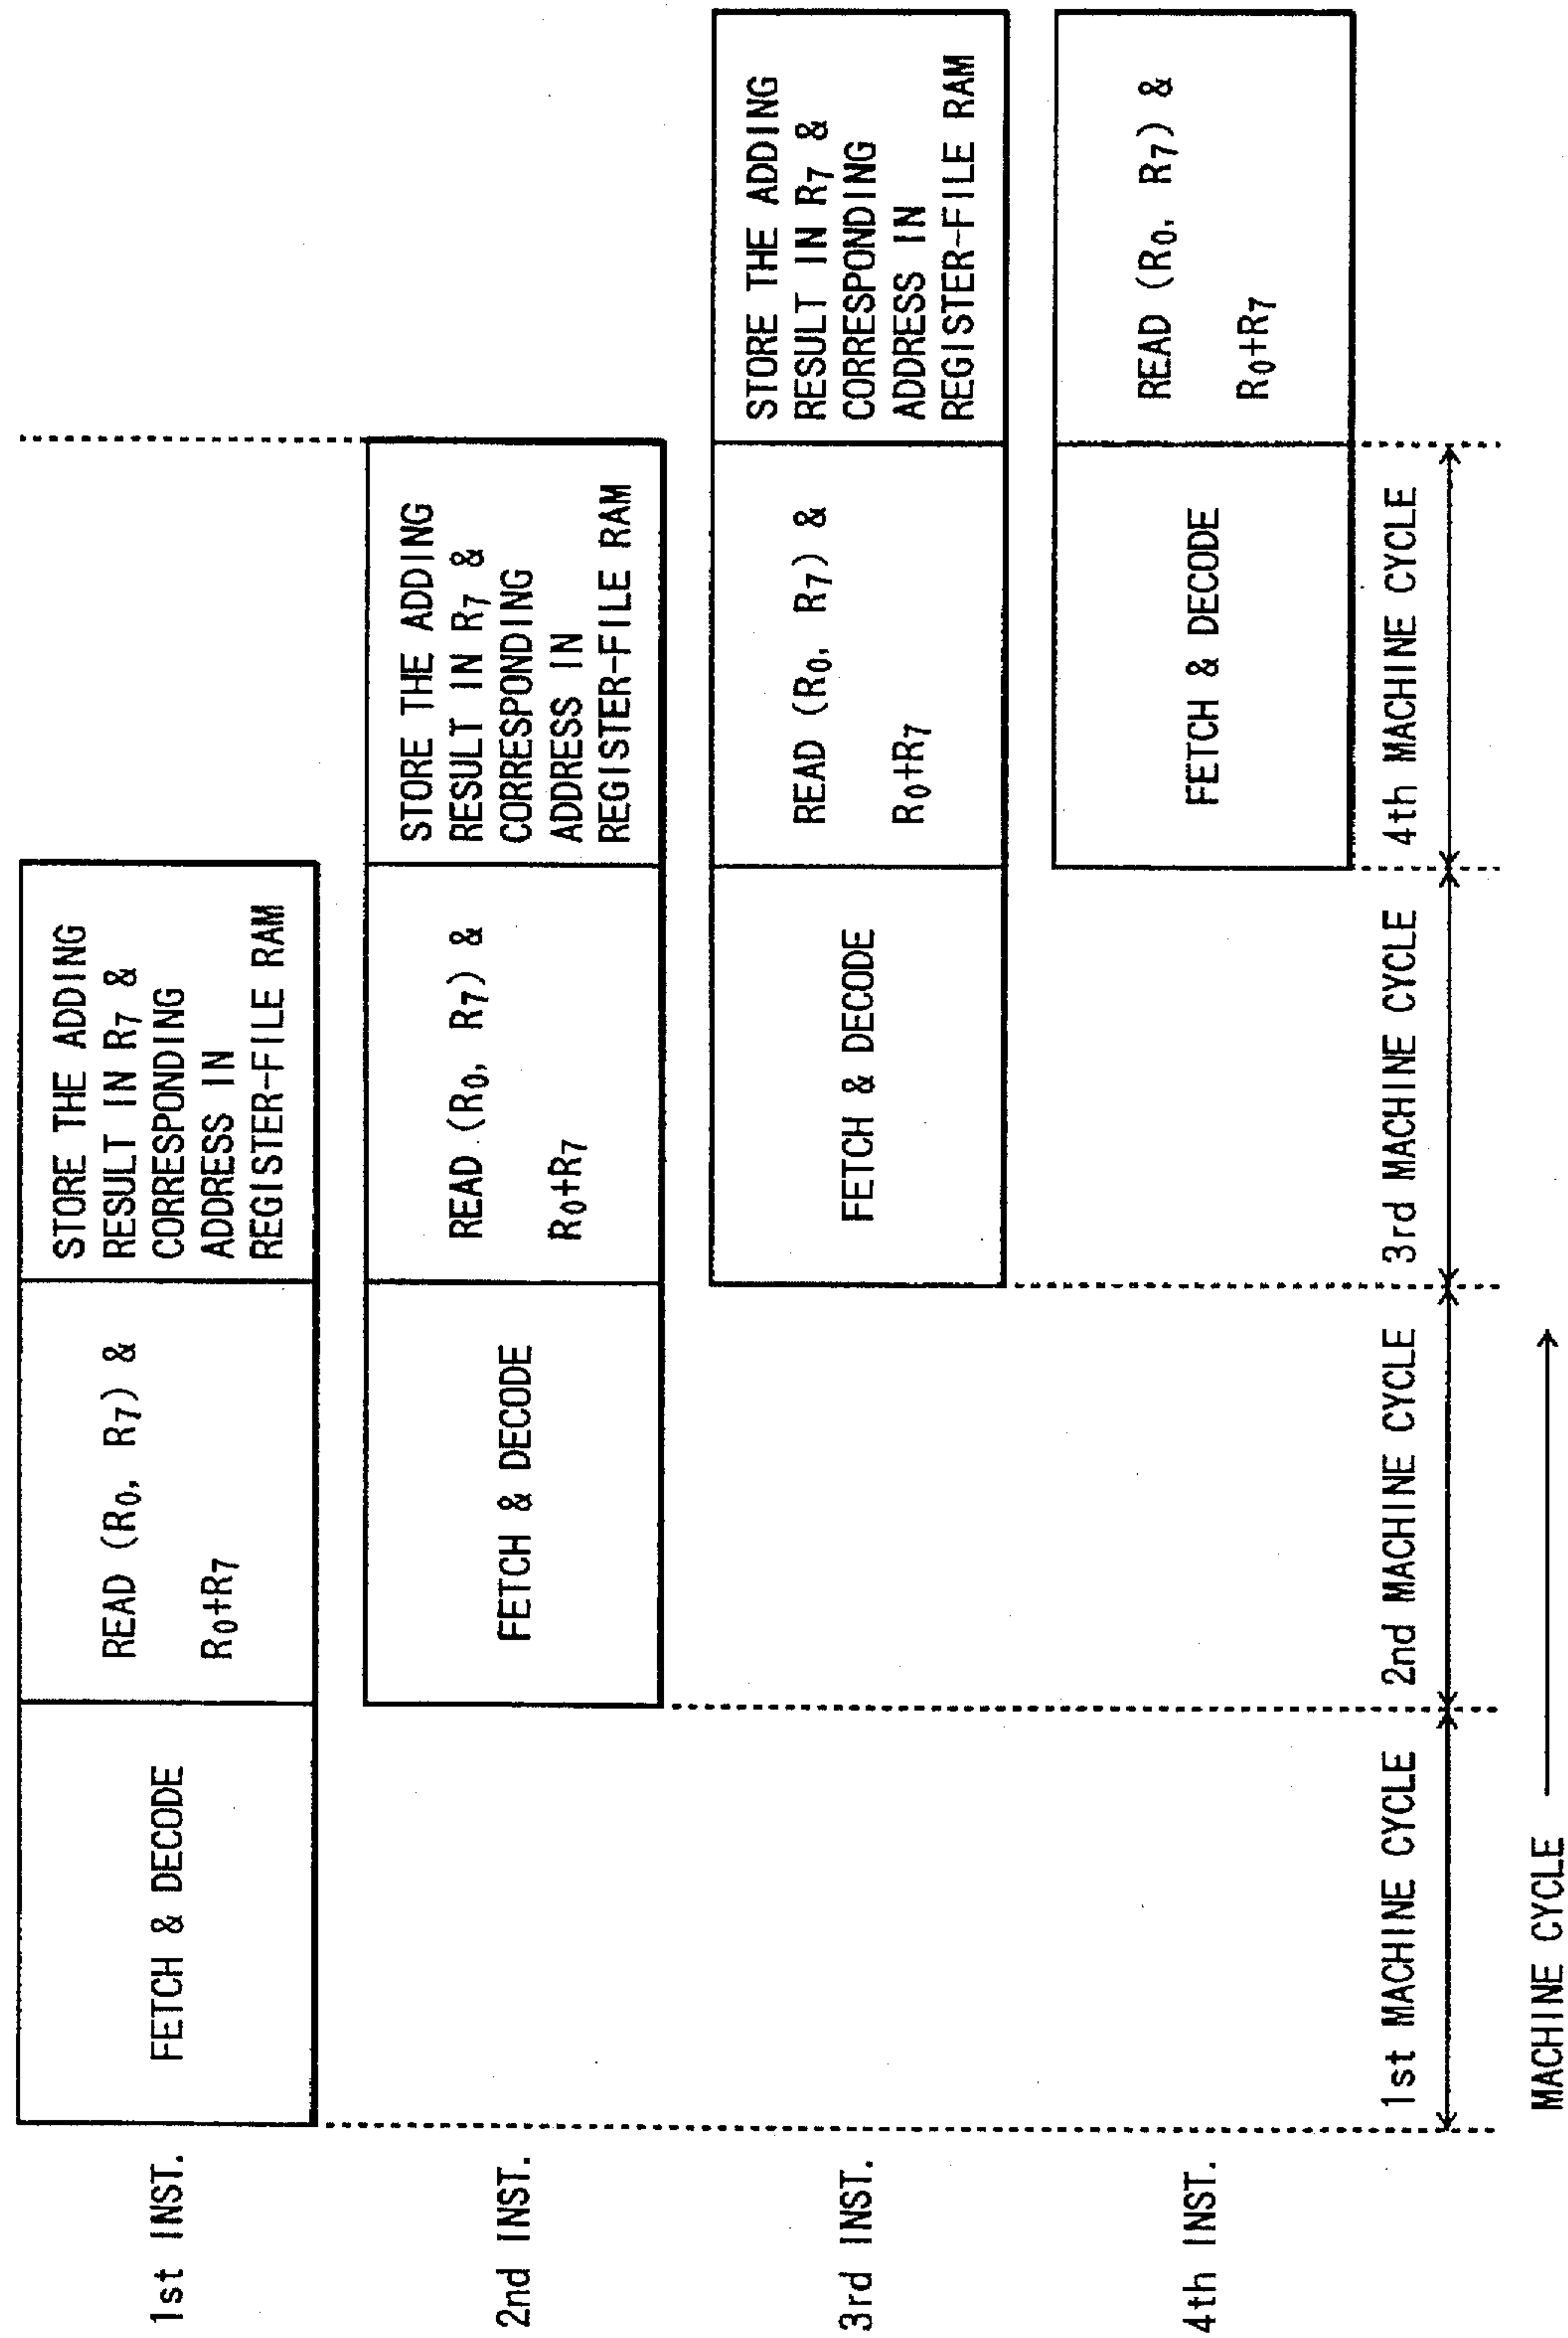 1st INST.
FETCH & DECODE
READ (R0, R7) &
R0+R7
STORE THE ADDING
RESULT IN R7 &
CORRESPONDING
ADDRESS IN
REGISTER-FILE RAM
2nd INST.
FETCH & DECODE
READ (R0, R7) &
R0+R7
STORE THE ADDING
RESULT IN R7 &
CORRESPONDING
ADDRESS IN
REGISTER-FILE RAM
3rd INST.
FETCH & DECODE
READ (R0, R7) &
R0+R7
STORE THE ADDING
RESULT IN R7 &
CORRESPONDING
ADDRESS IN
REGISTER-FILE RAM
4th INST.
FETCH & DECODE
READ (R0, R7) &
R0+R7
1st MACHINE CYCLE
2nd MACHINE CYCLE
3rd MACHINE CYCLE
4th MACHINE CYCLE
MACHINE CYCLE